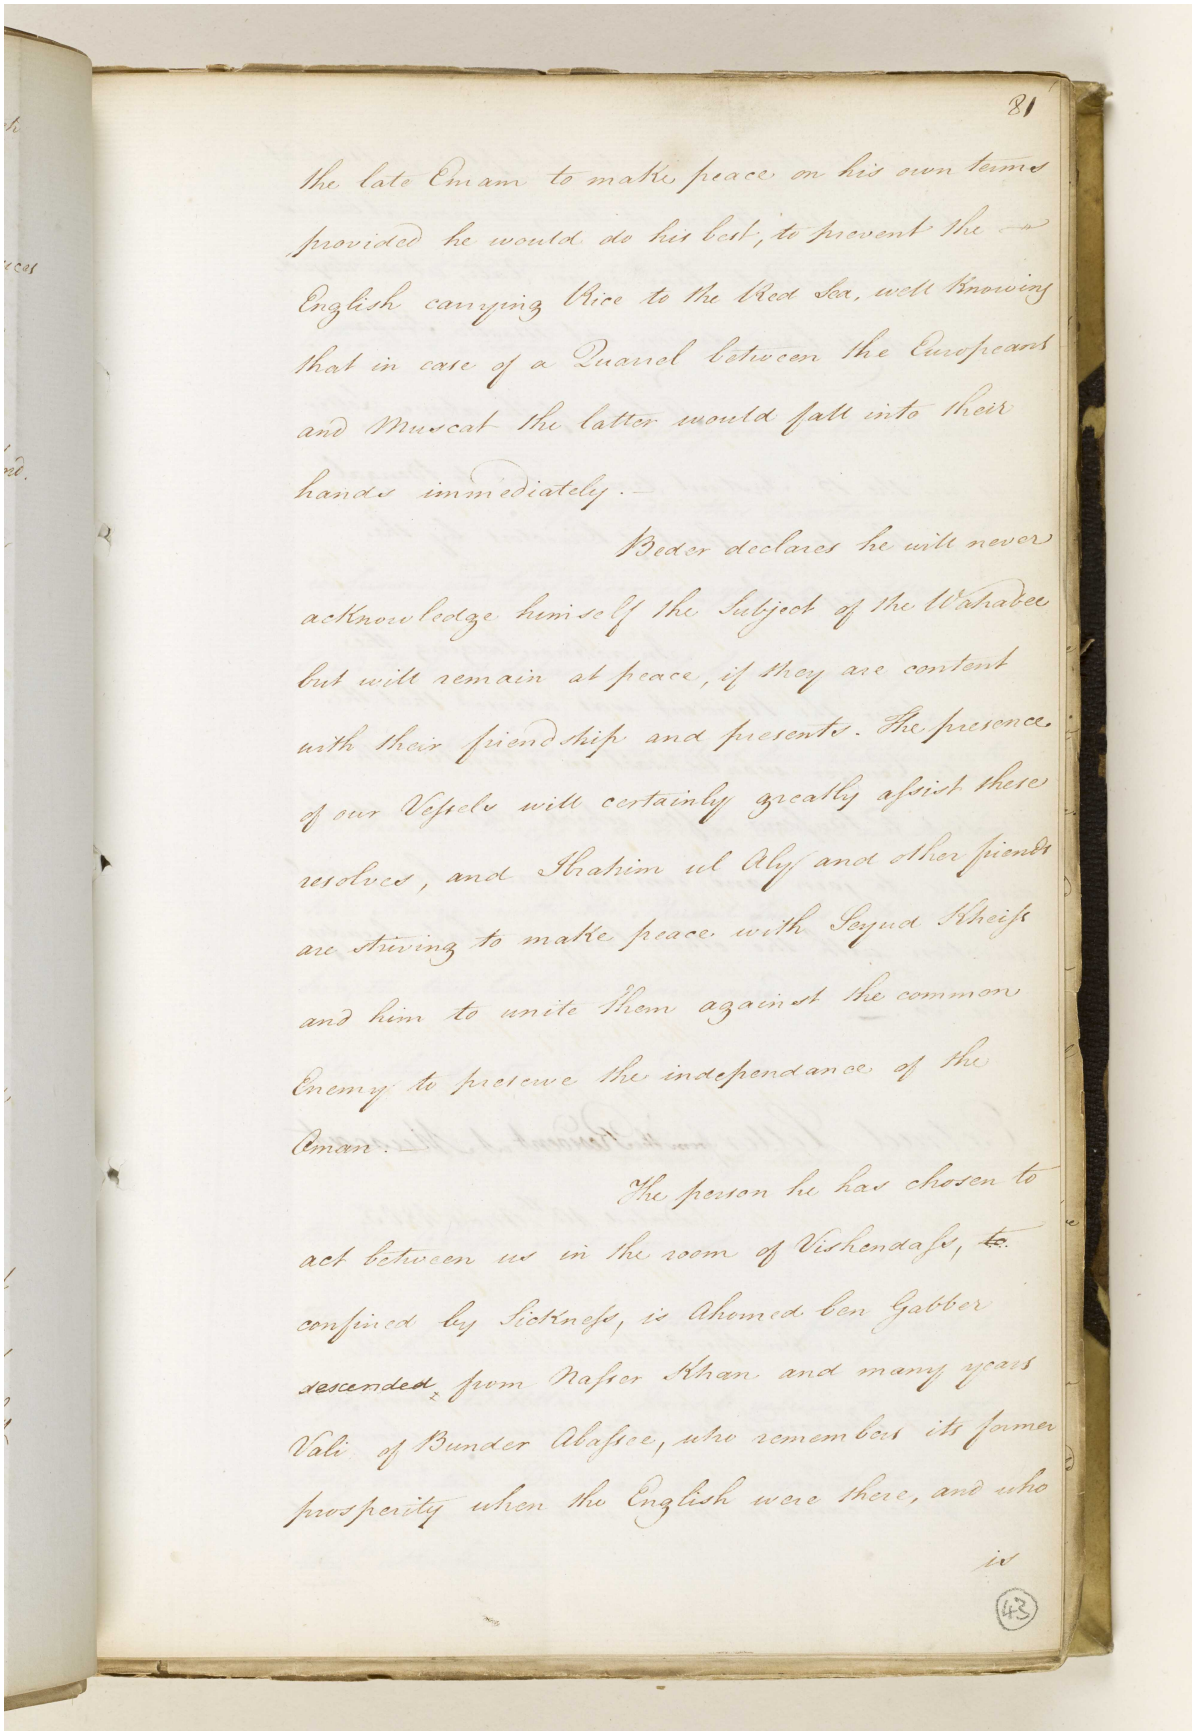 81
the late Emam to make peace on his own terms
provided he would do his best, to prevent the
English carrying Rice to the Red Sea, well Knowing
that in case of a Quarrel between the Europeans
and Muscat the latter would fall into their
hands immediately. —
Beder declares he will never
acKnowledge himself the Subject of the Wahabee
but will remain at peace, if they are content
with their friendship and presents. The presence
of our Veſsels will certainly greatly aſsist these
resolves, and Ibrahim ul Aly and other friends
are striving to make peace with Seyud Kheiſs
and him to unite them against the common
Enemy to preserve the independance of the
Oman. —
The person he has chosen to
act between us in the room of Vishendaſs, to
confined by SickNeſs, is Ahomed ben Gabber
descended from Naſser Khan and many years
Vali of Bunder Abaſsee, who remembers its former
prosperity when the English were there, and who
is
43